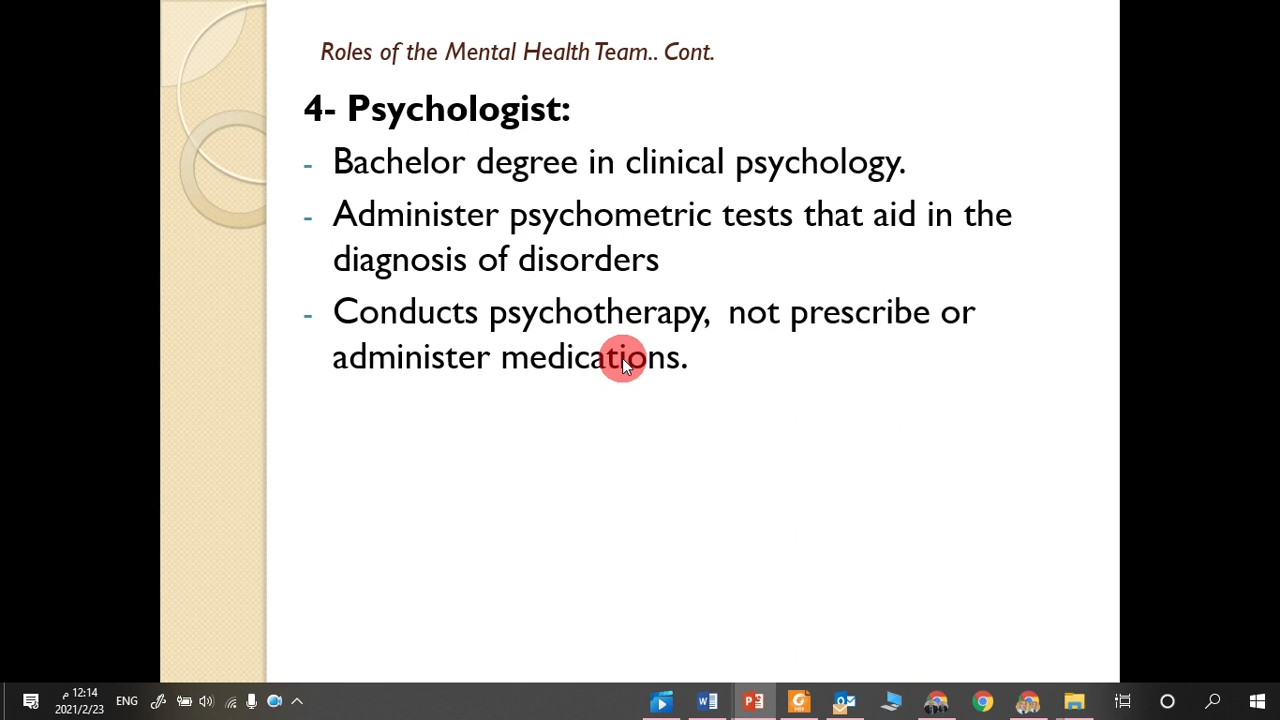 Roles of the Mental Health Team.. Cont.
4- Psychologist:
- Bachelor degree in clinical psychology.
- Administer psychometric tests that aid in the
diagnosis of disorders
- Conducts psychotherapy, not prescribe or
administer medications.
م 12:14
ENG
2021/2/23